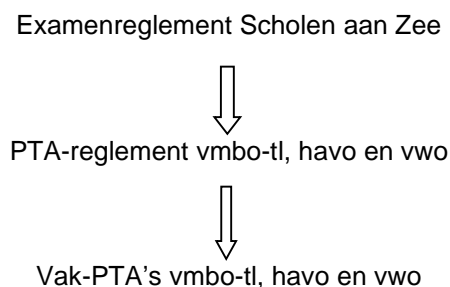 Examenreglement Scholen aan Zee
PTA-reglement vmbo-tl, havo en vwo
Vak-PTA's vmbo-tl, havo en vwo